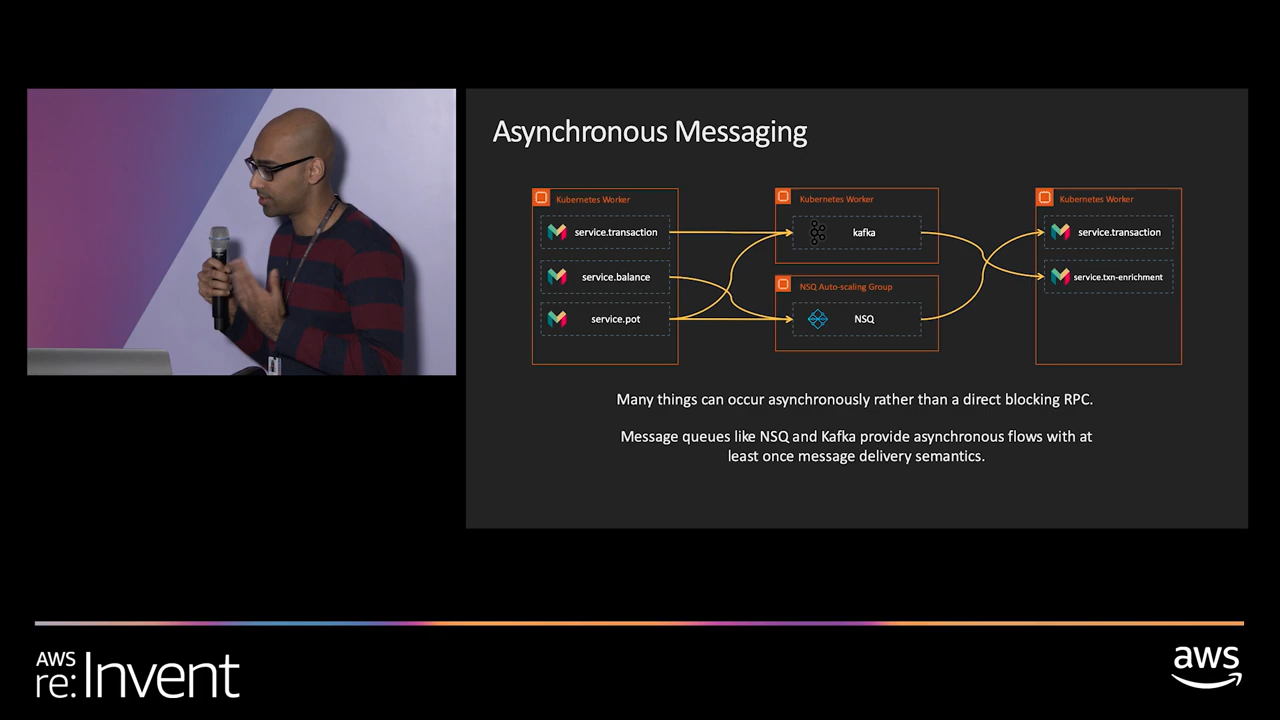 Asynchronous Messaging
Kubernetes Worker
service.transaction
service.balance
service.pot
Kubernetes Worker
kafka
NSQ Auto-scaling Group
NSQ
Kubernetes Worker
service.transaction
service.txn-enrichment
Many things can occur asynchronously rather than a direct blocking RPC.
Message queues like NSQ and Kafka provide asynchronous flows with at
least once message delivery semantics.
AWS
re:Invent
aws